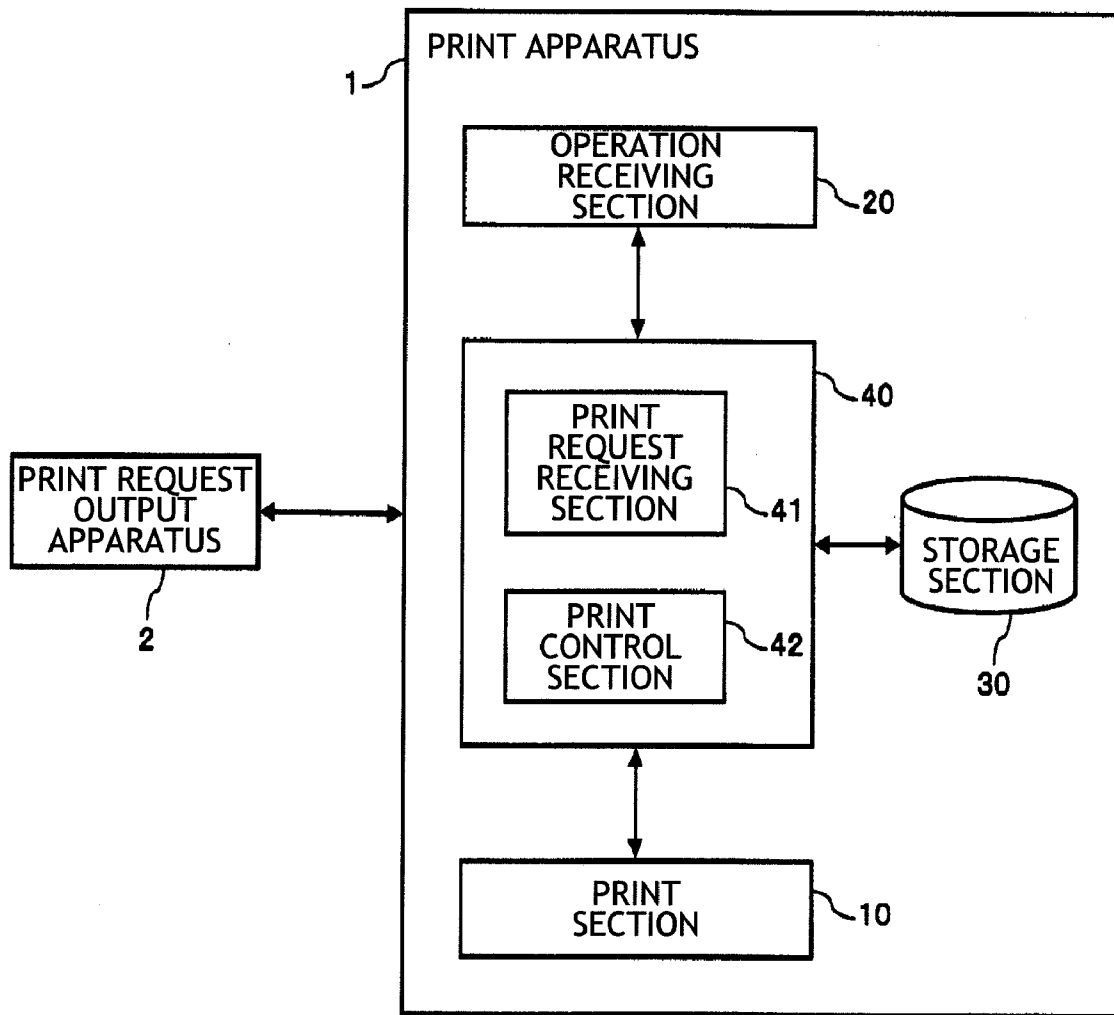 PRINT APPARATUS
1
OPERATION
RECEIVING
SECTION
20
40
PRINT
REQUEST
RECEIVING
SECTION
41
PRINT REQUEST
OUTPUT
APPARATUS
2
STORAGE
SECTION
30
PRINT
CONTROL
SECTION
42
PRINT
SECTION
10